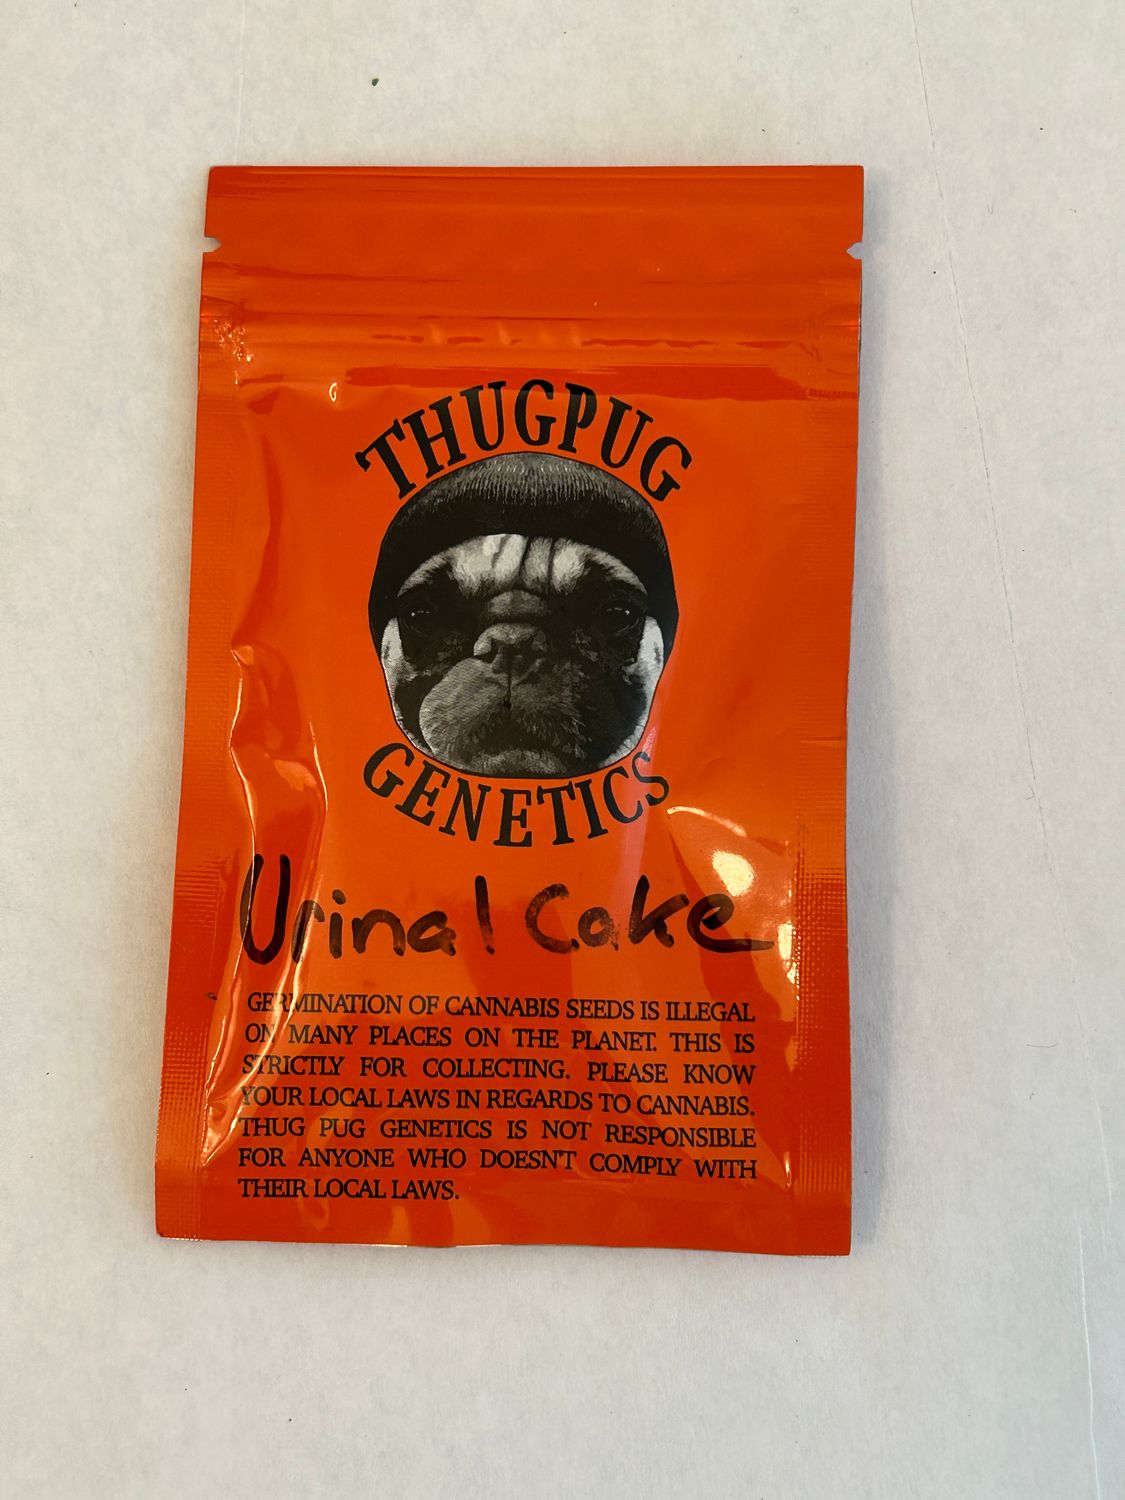 THUGPUG
GENETICS
Urinal Cake
GERMINATION OF CANNABIS SEEDS IS ILLEGAL
ON MANY PLACES ON THE PLANET. THIS IS
STRICTLY FOR COLLECTING. PLEASE KNOW
YOUR LOCAL LAWS IN REGARDS TO CANNABIS.
THUG PUG GENETICS IS NOT RESPONSIBLE
FOR ANYONE WHO DOESN'T COMPLY WITH
THEIR LOCAL LAWS.